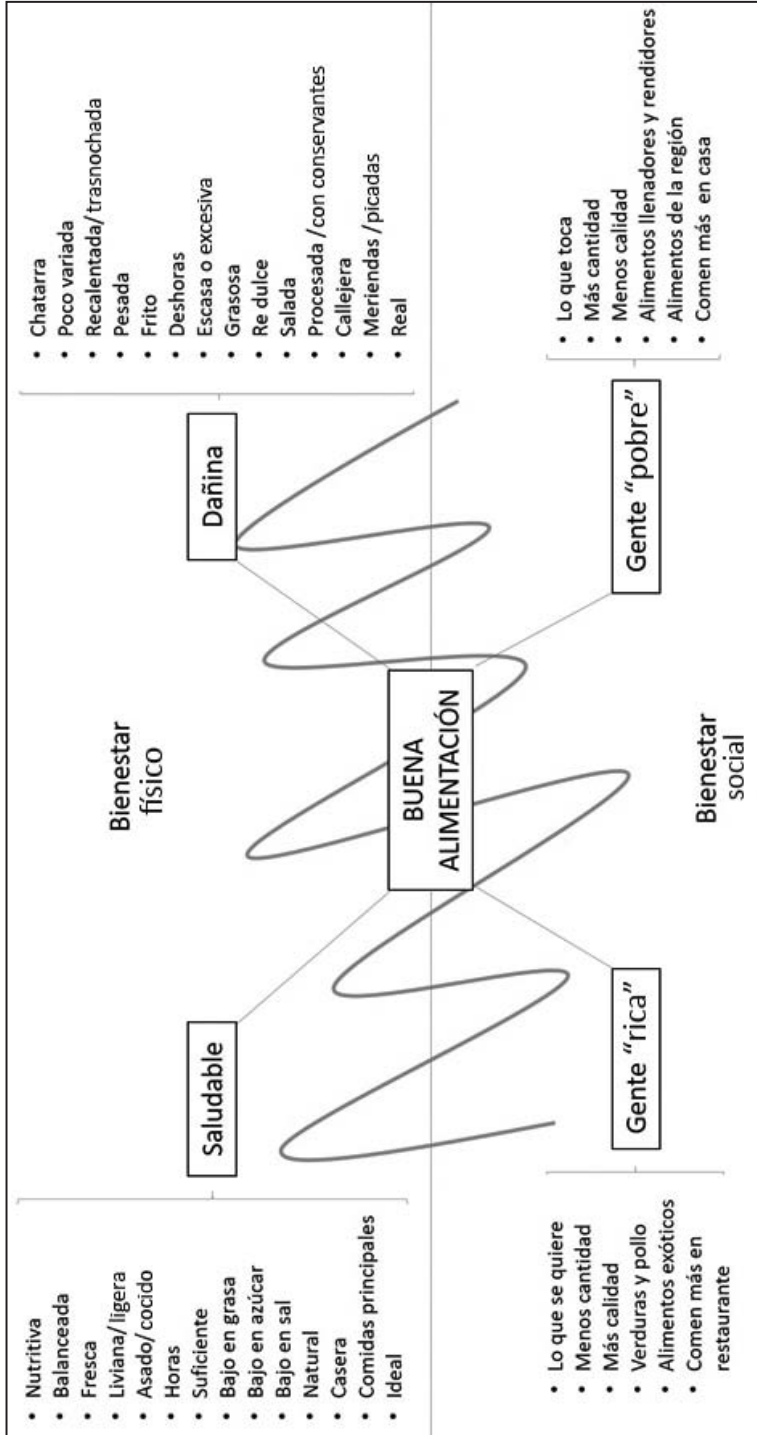 Nutritiva
Balanceada
Fresca
Liviana/ligera
Asado/cocido
Horas
Suficiente
Bajo en grasa
Bajo en azúcar
Bajo en sal
Natural
Casera
Comidas principales
Ideal
Saludable
Bienestar
físico
Dañina
Chatarra
Poco variada
Recalentada/trasnochada
Pesada
Frito
Deshoras
Escasa o excesiva
Grasosa
Re dulce
Salada
Procesada /con conservantes
Callejera
Meriendas /picadas
Real
BUENA
ALIMENTACIÓN
Lo que se quiere
Menos cantidad
Más calidad
Verduras y pollo
Alimentos exóticos
Comen más en
restaurante
Gente “rica”
Bienestar
social
Gente “pobre”
Lo que toca
Más cantidad
Menos calidad
Alimentos llenadores y rendidores
Alimentos de la región
Comen más en casa